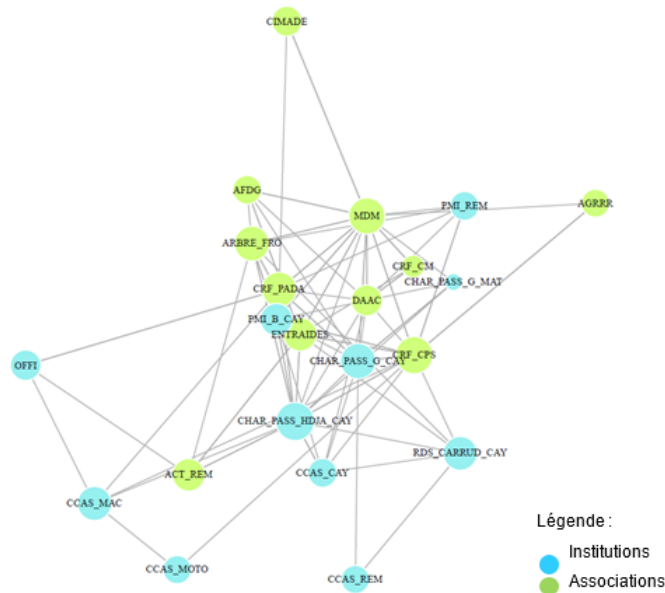 CIMADE
AFDG
MDM
PMI_REM
AGRRR
ARBRE_FRO
CRF_CM
CHAR_PASS_G_MAT
CRF_PADA
DAAC
PMI_B_CAY
ENTRAIDES
CHAR_PASS_G_CAY
CRF_CPS
OFFI
CHAR_PASS_HDJA_CAY
RDS_CARRUD_CAY
ACT_REM
CCAS_CAY
CCAS_MAC
CCAS_MOTO
CCAS_REM
Légende :
Institutions
Associations